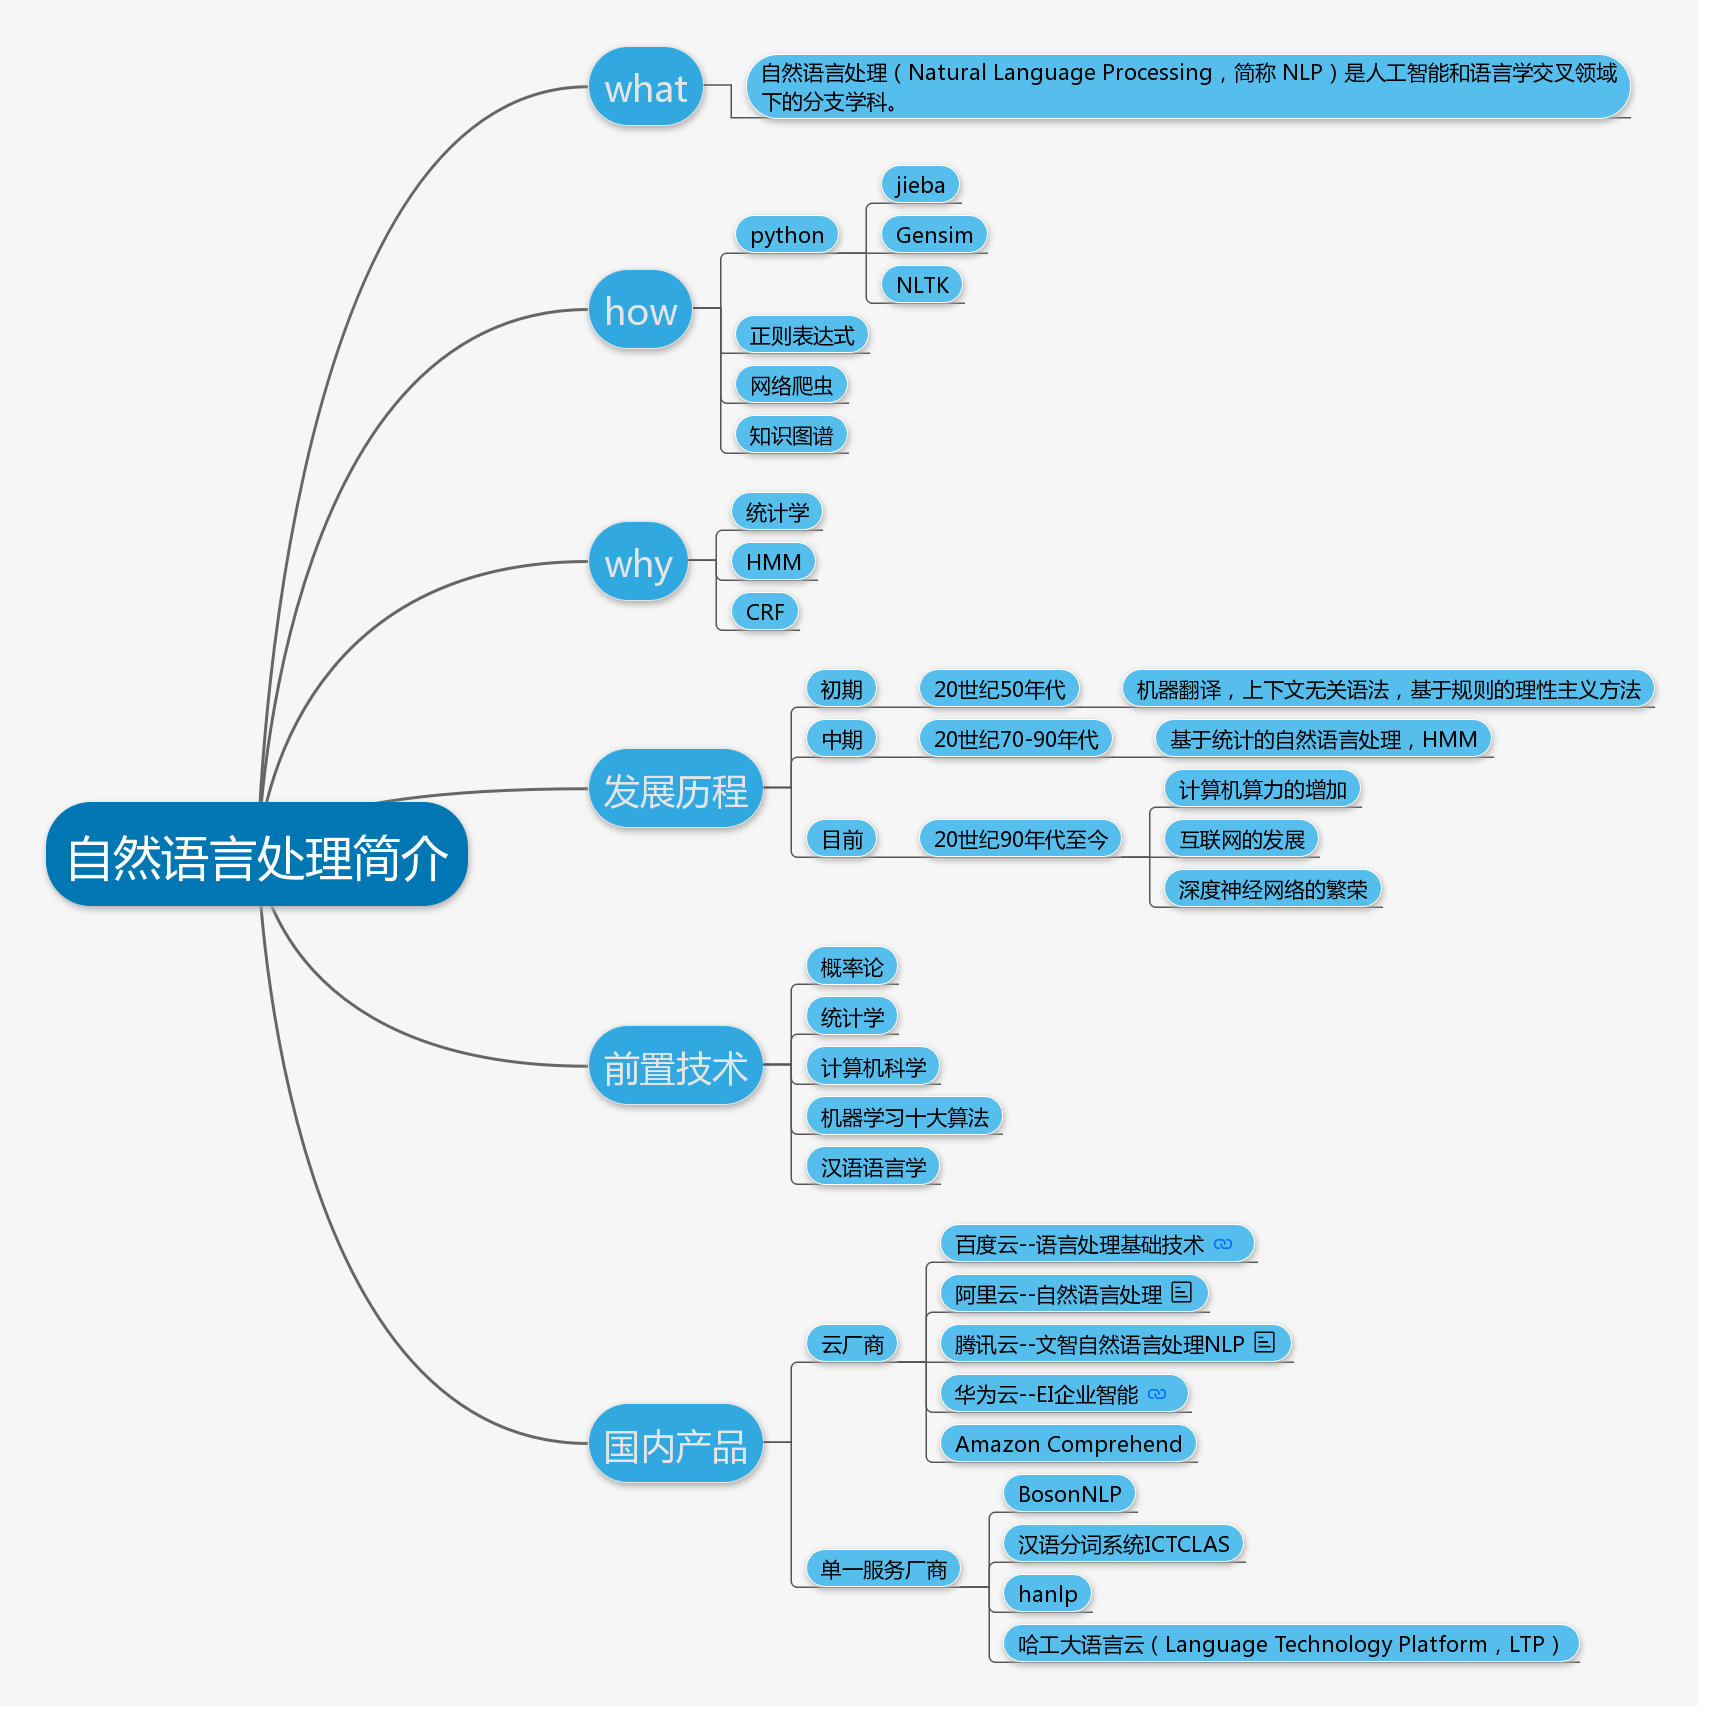 自然语言处理简介
what
自然语言处理（Natural Language Processing，简称 NLP）是人工智能和语言学交叉领域
下的分支学科。
how
python
jieba
Gensim
NLTK
正则表达式
网络爬虫
知识图谱
why
统计学
HMM
CRF
发展历程
初期
20世纪50年代
机器翻译，上下文无关语法，基于规则的理性主义方法
中期
20世纪70-90年代
基于统计的自然语言处理，HMM
目前
20世纪90年代至今
计算机算力的增加
互联网的发展
深度神经网络的繁荣
前置技术
概率论
统计学
计算机科学
机器学习十大算法
汉语语言学
国内产品
云厂商
百度云--语言处理基础技术
阿里云--自然语言处理
腾讯云--文智自然语言处理NLP
华为云--EI企业智能
Amazon Comprehend
单一服务厂商
BosonNLP
汉语分词系统ICTCLAS
hanlp
哈工大语言云（Language Technology Platform，LTP）